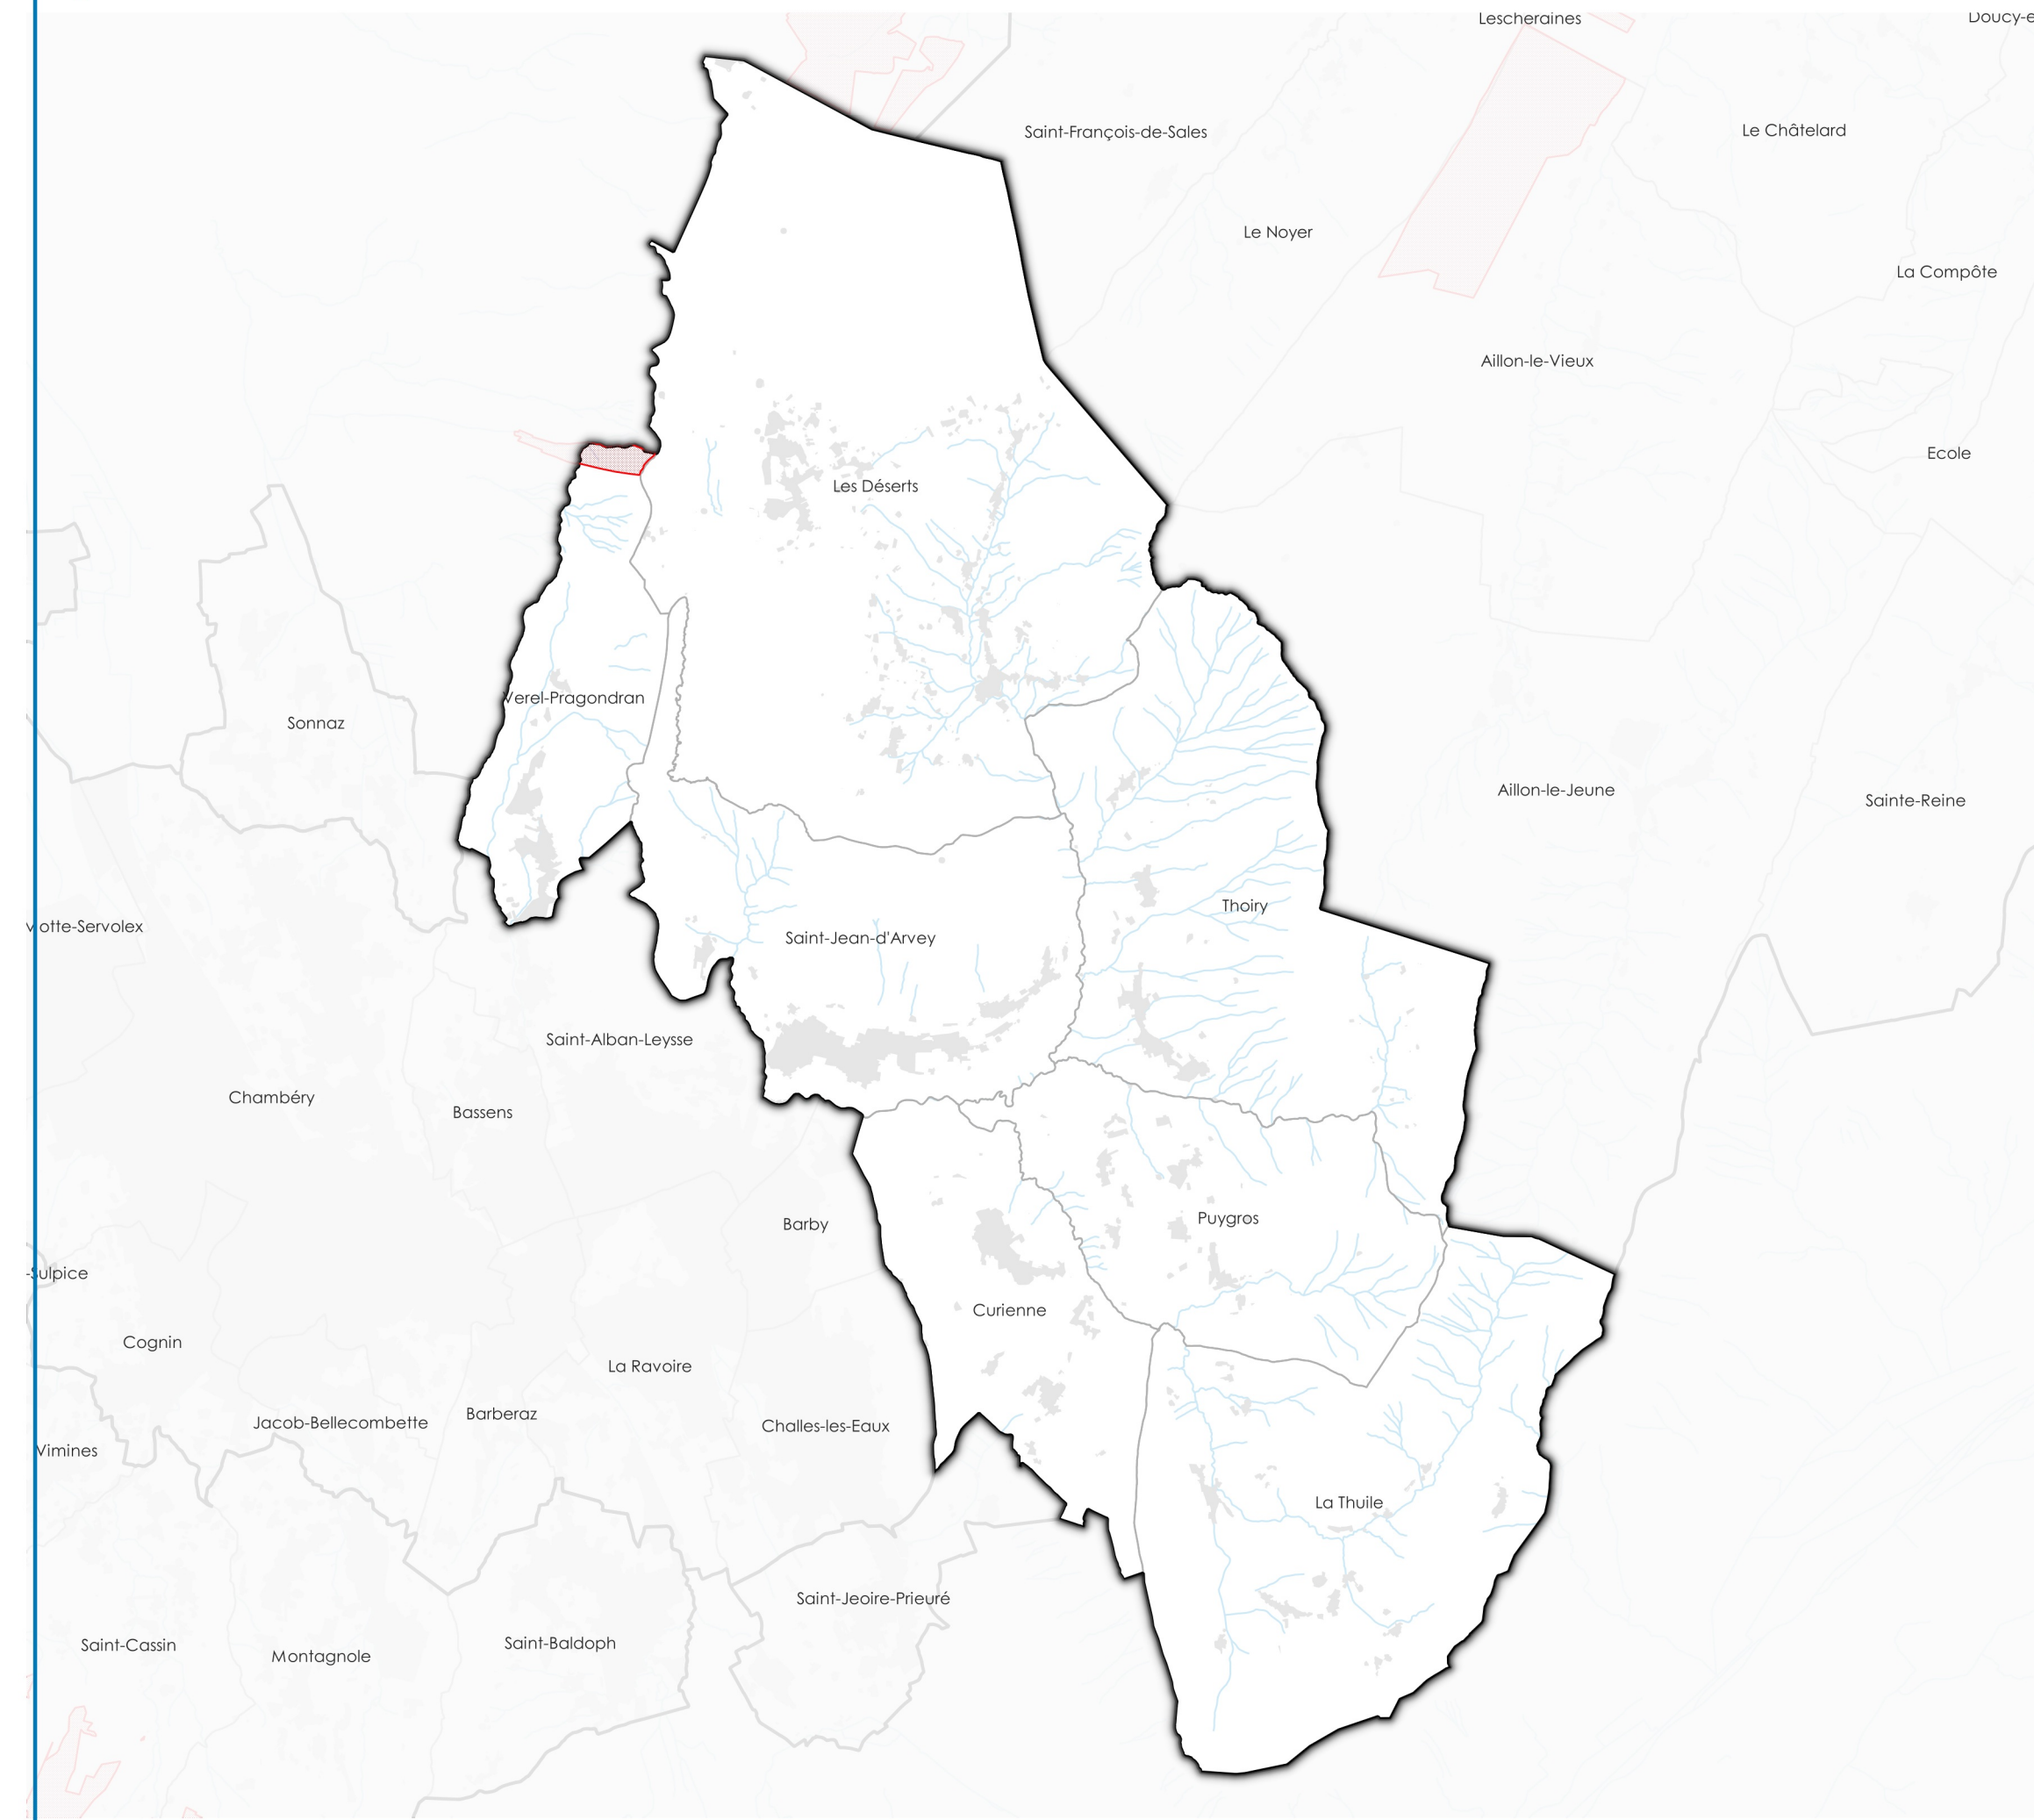 Lescheraines
Doucy-e
Saint-François-de-Sales
Le Châtelard
Le Noyer
La Compôte
Aillon-le-Vieux
Ecole
Les Déserts
Verel-Pragondran
Sonnaz
Aillon-le-Jeune
Sainte-Reine
Thoiry
otte-Servolex
Saint-Jean-d'Arvey
Saint-Alban-Leysse
Chambéry
Bassens
Puygros
Barby
-Sulpice
Curienne
Cognin
La Ravoire
Barberaz
Jacob-Bellecombette
Challes-les-Eaux
Vimines
La Thuile
Saint-Jeoire-Prieuré
Saint-Baldoph
Saint-Cassin
Montagnole